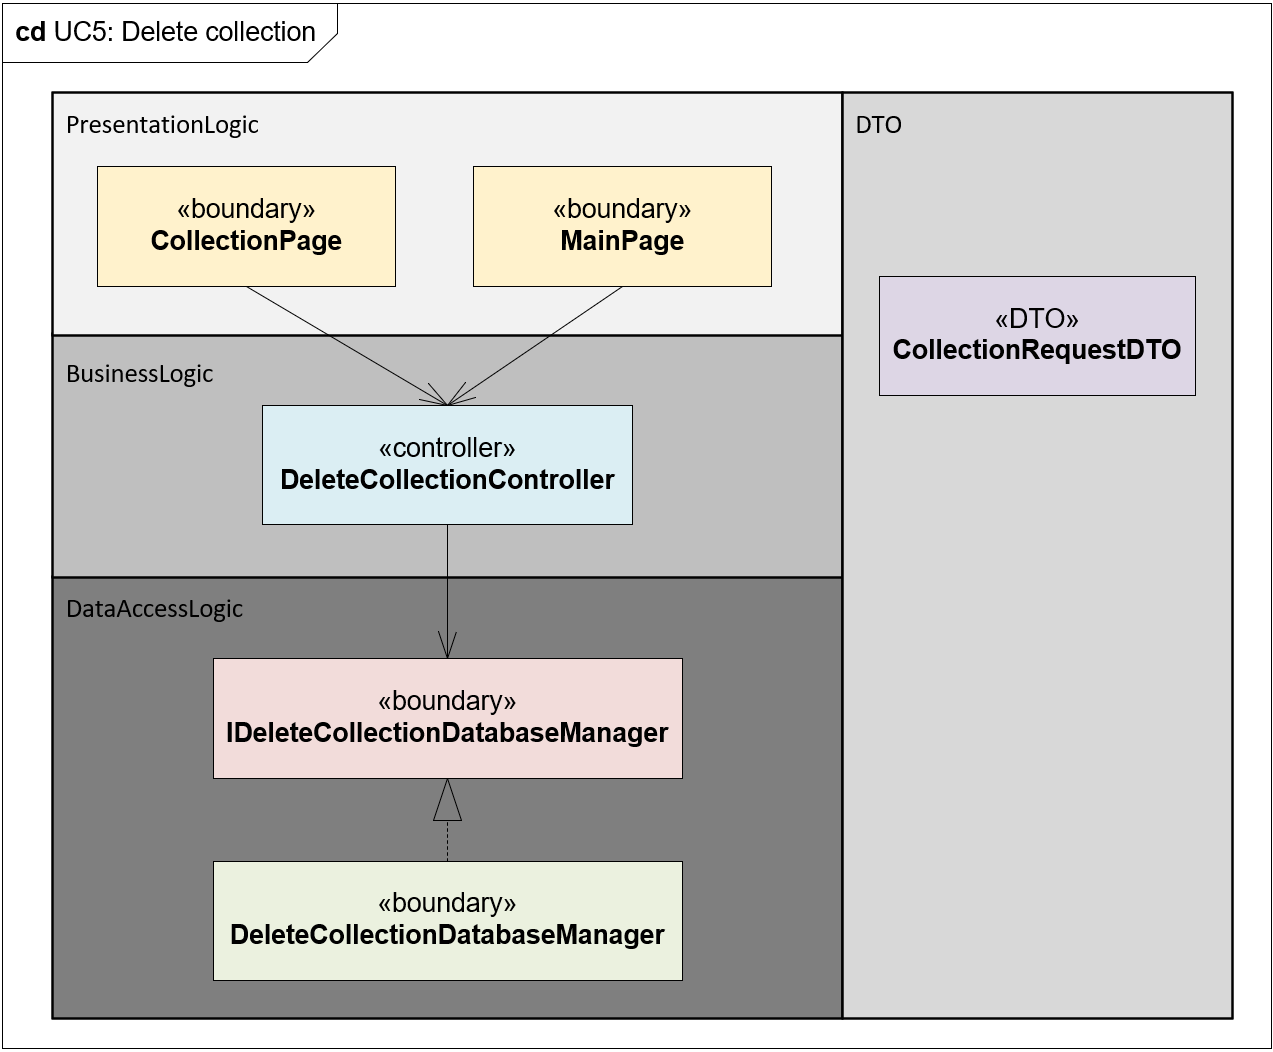 cd UC5: Delete collection
PresentationLogic
«boundary»
CollectionPage
«boundary»
MainPage
BusinessLogic
«controller»
DeleteCollectionController
DataAccessLogic
«boundary»
IDeleteCollectionDatabaseManager
«boundary»
DeleteCollectionDatabaseManager
DTO
«DTO»
CollectionRequestDTO